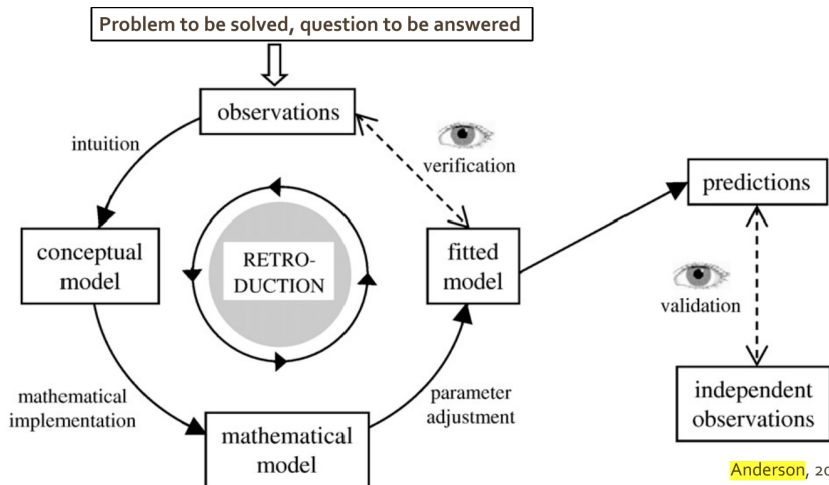 Problem to be solved, question to be answered
observations
intuition
verification
predictions
conceptual
model
RETRO-
DUCTION
fitted
model
validation
mathematical
implementation
parameter
adjustment
independent
observations
mathematical
model
Anderson, 20